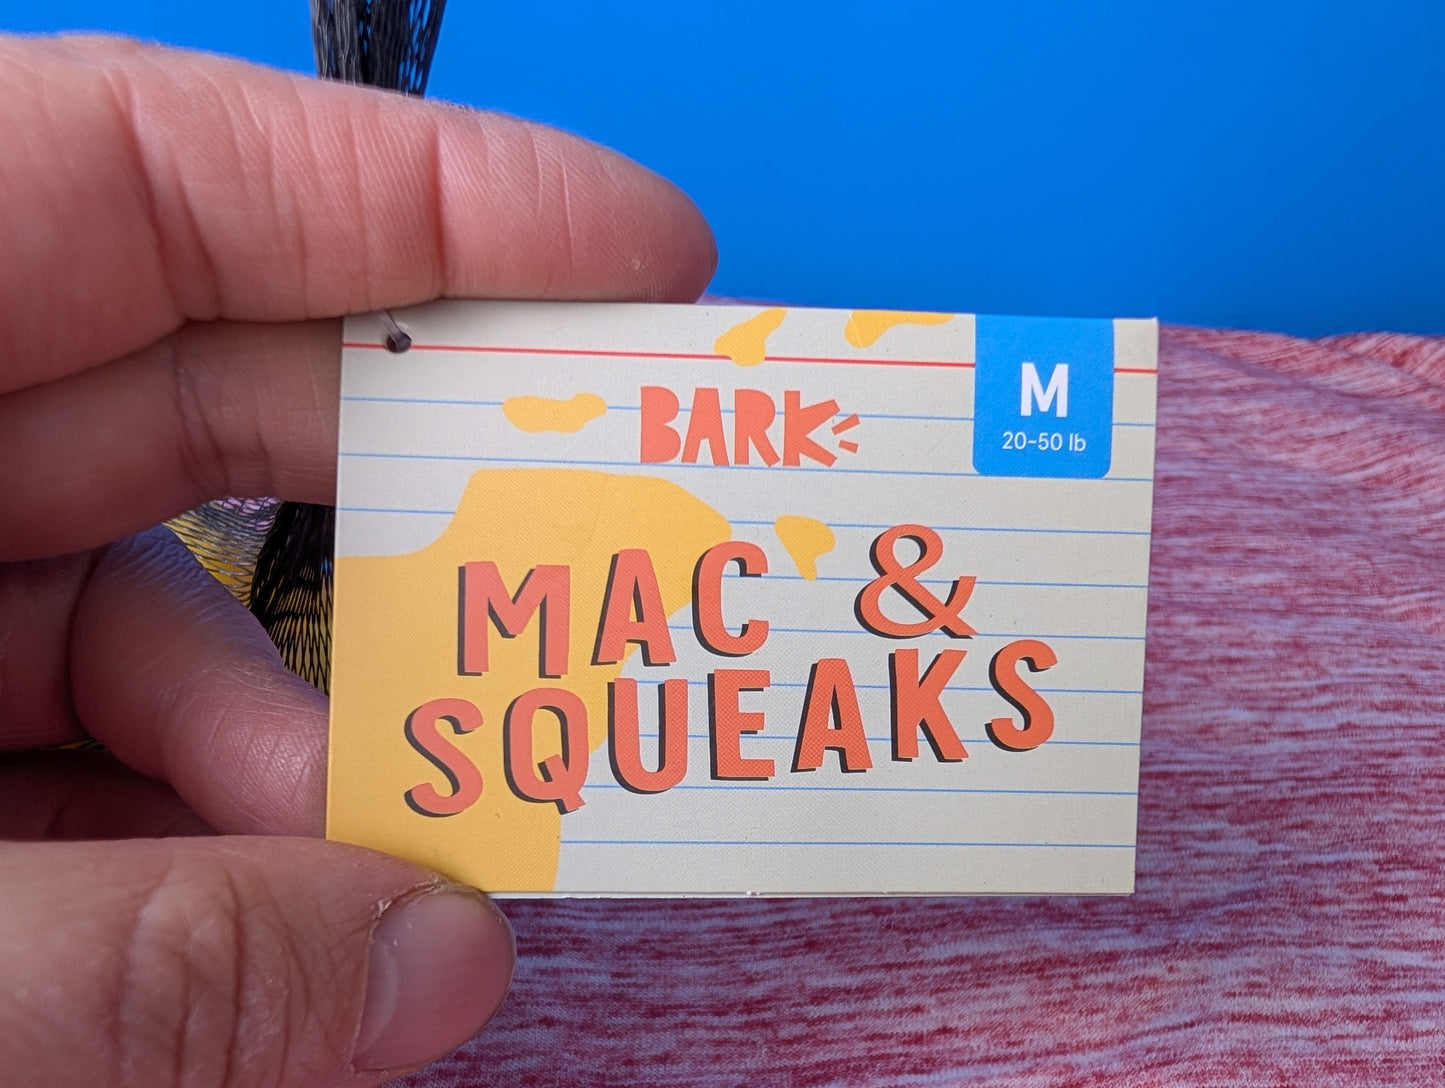 BARK
M
20-50 lb
MAC &
SQUEAKS